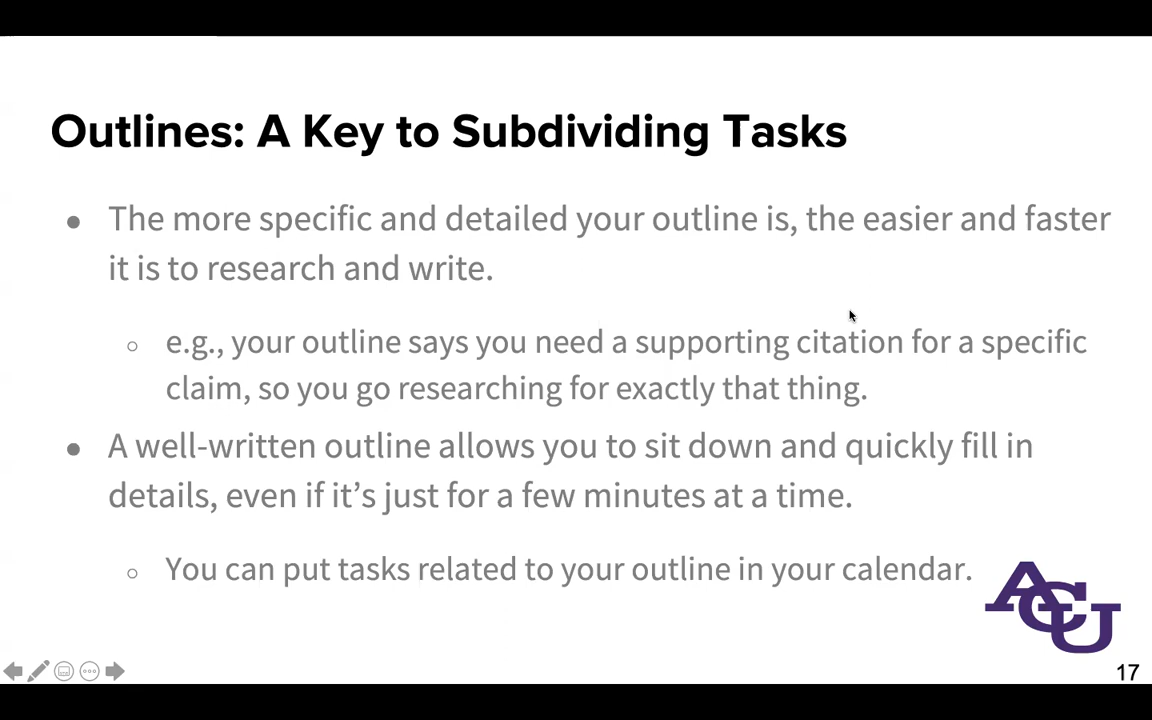 Outlines: A Key to Subdividing Tasks
● The more specific and detailed your outline is, the easier and faster
it is to research and write.
○ e.g., your outline says you need a supporting citation for a specific
claim, so you go researching for exactly that thing.
● A well-written outline allows you to sit down and quickly fill in
details, even if it’s just for a few minutes at a time.
○ You can put tasks related to your outline in your calendar.
ACU
17